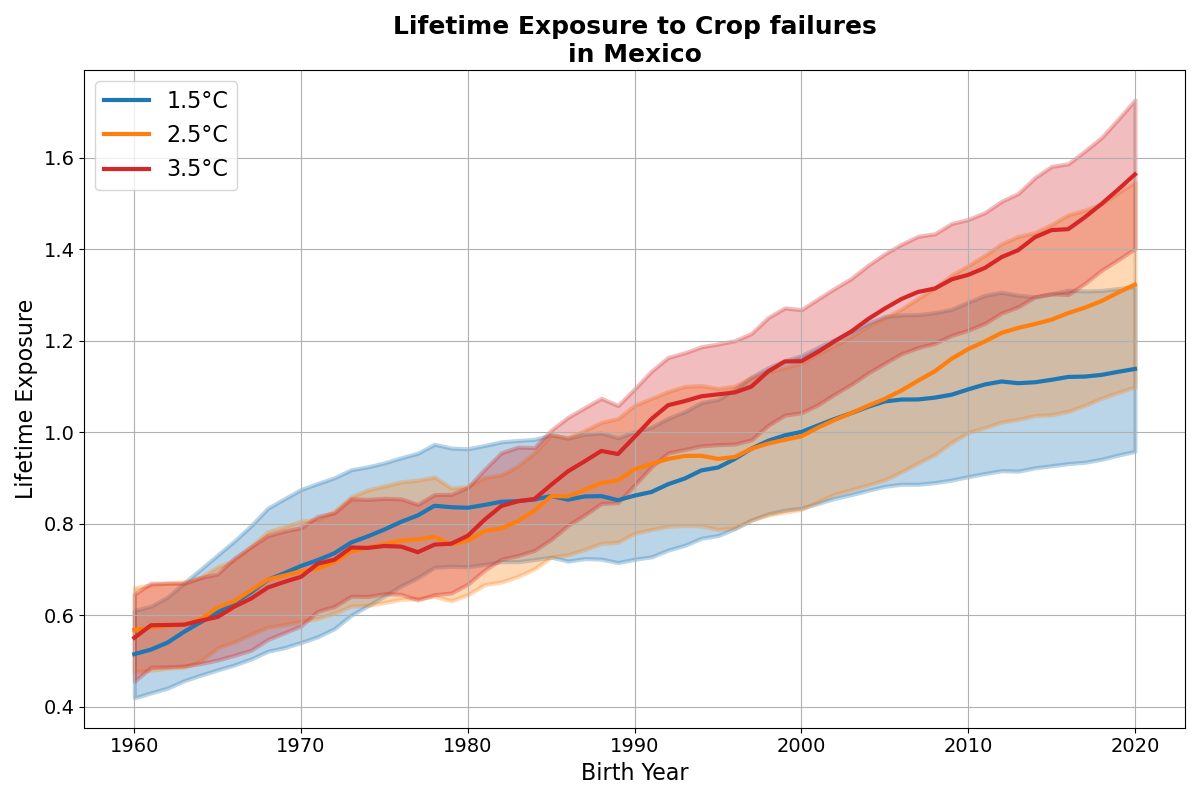 Lifetime Exposure to Crop failures
in Mexico
1.5°C
2.5°C
3.5°C
Lifetime Exposure
1.6
1.4
1.2
1.0
0.8
0.6
0.4
1960 1970 1980 1990 2000 2010 2020
Birth Year